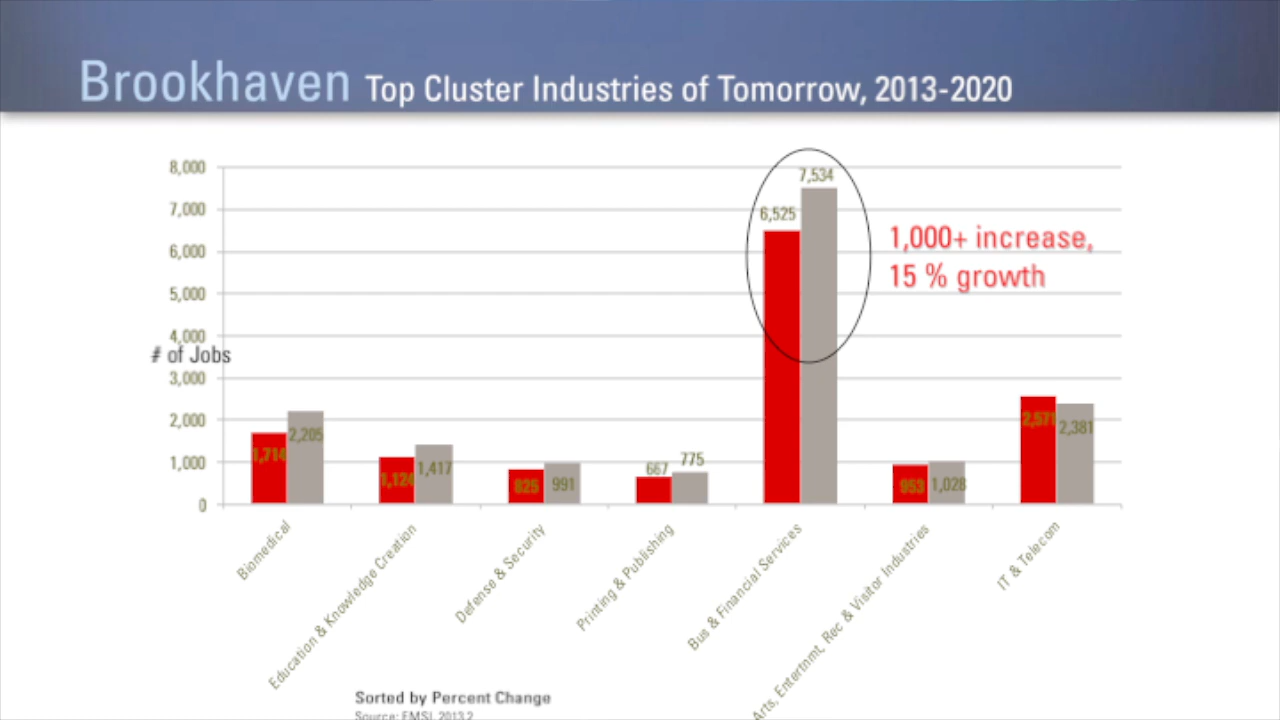 Brookhaven Top Cluster Industries of Tomorrow, 2013-2020
8,000
7,000
6,000
5,000
4,000
# of Jobs
3,000
2,000
1,000
0
1,714
2,205
1,124
1,417
825
991
667
775
6,525
7,534
953
1,028
2,571
2,381
1,000+ increase,
15 % growth
Biomedical
Education & Knowledge Creation
Defense & Security
Printing & Publishing
Bus & Financial Services
Arts, Entertnmt, Rec & Visitor Industries
IT & Telecom
Sorted by Percent Change
Source: EMSI, 2013.2